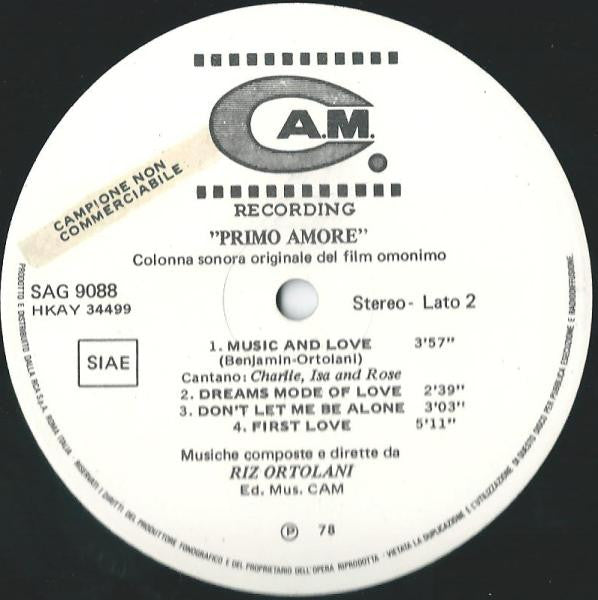 CAM
RECORDING
CAMPIONE NON
COMMERCIABILE
"PRIMO AMORE"
Colonna sonora originale del film omonimo
SAG 9088
HKAY 34499
Stereo - Lato 2
SIAE
1. MUSIC AND LOVE 3'57"
(Benjamin-Ortolani)
Cantano: Charlie, Isa and Rose
2. DREAMS MODE OF LOVE 2'39"
3. DON'T LET ME BE ALONE 3'03"
4. FIRST LOVE 5'11"
Musiche composte e dirette da
RIZ ORTOLANI
Ed. Mus. CAM
Ⓟ 78
PRODOTTO E DISTRIBUITO DALLA RCA S.p.A. ROMA ITALIA - RISERVATI I DIRITTI DEL PRODUTTORE FONOGRAFICO E DEL PROPRIETARIO DELL'OPERA RIPRODOTTA - VIETATA LA DUPLICAZIONE E L'UTILIZZAZIONE DI QUESTO DISCO PER PUBBLICA ESECUZIONE E RADIODIFFUSIONE.